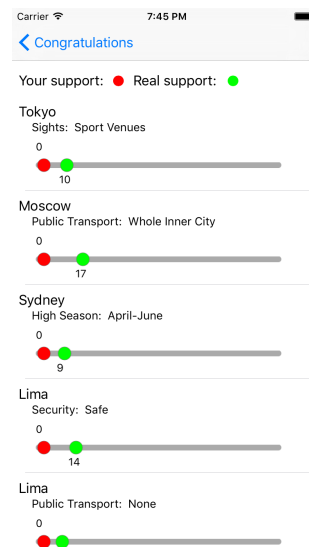 Carrier 7:45 PM
Congratulations
Your support: Real support:
Tokyo
Sights: Sport Venues
0
10
Moscow
Public Transport: Whole Inner City
0
17
Sydney
High Season: April-June
0
9
Lima
Security: Safe
0
14
Lima
Public Transport: None
0